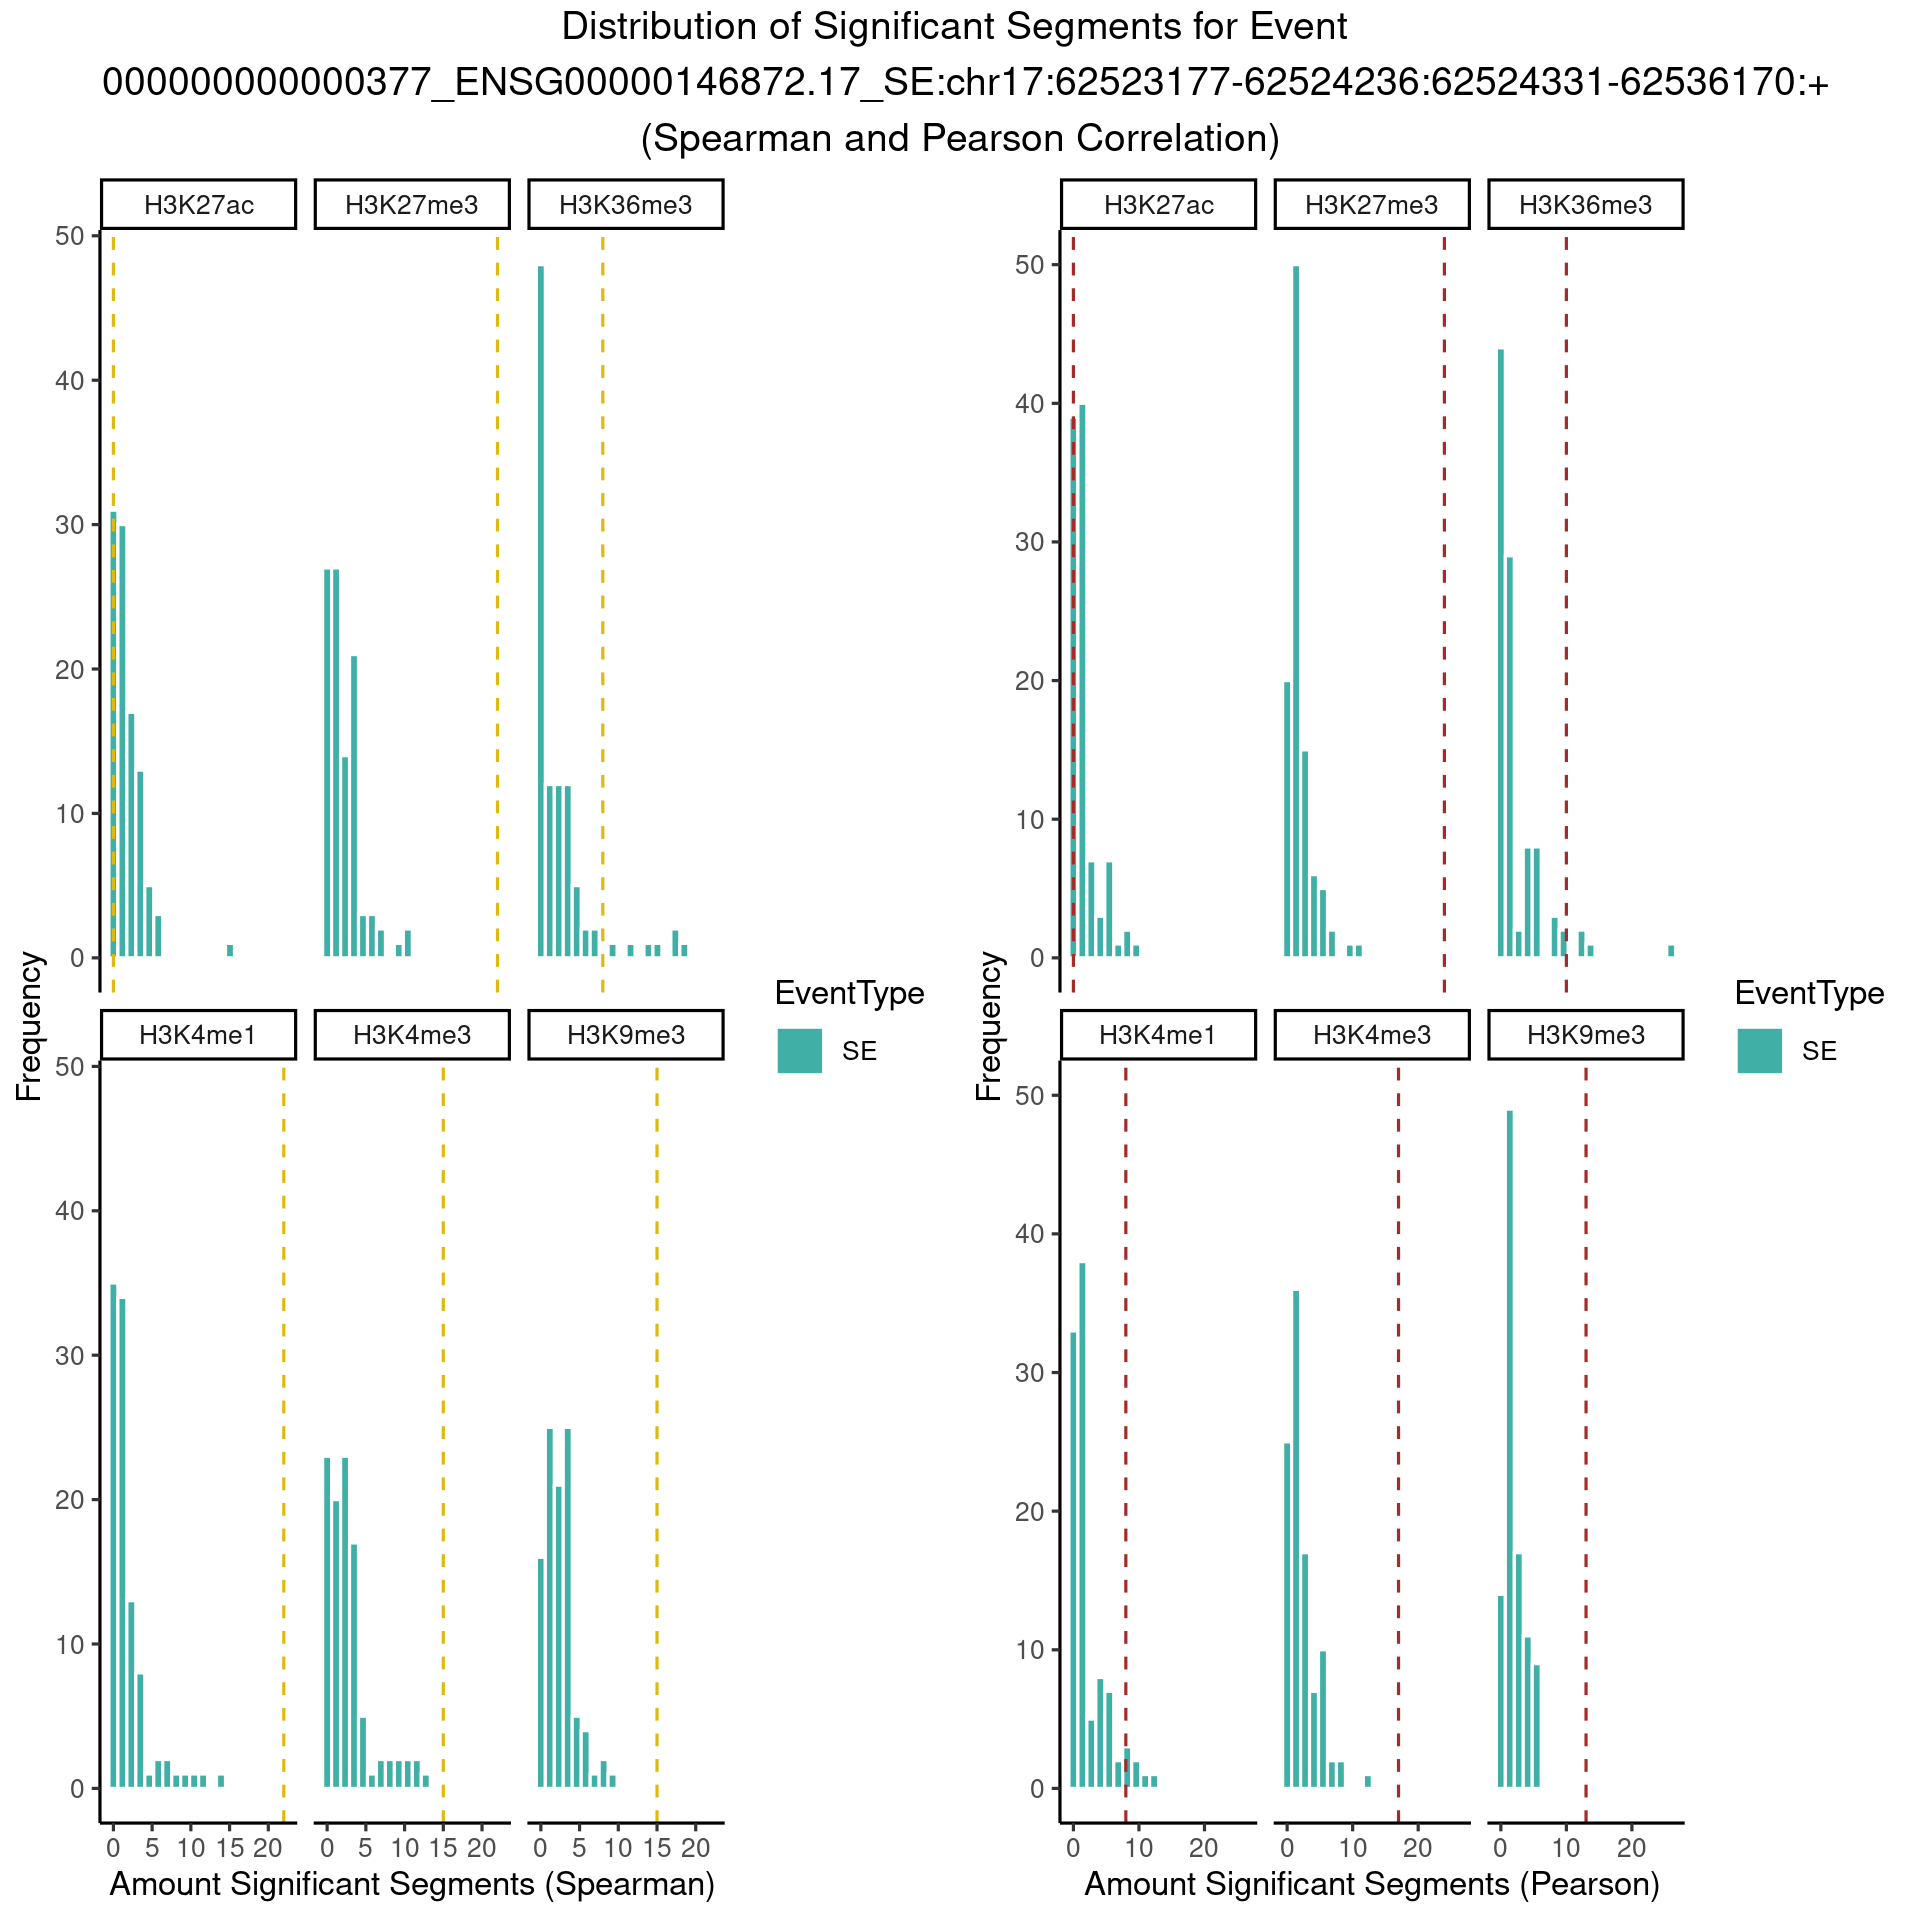 Distribution of Significant Segments for Event
000000000000377_ENSG00000146872.17_SE:chr17:62523177-62524236:62524331-62536170:+
(Spearman and Pearson Correlation)
H3K27ac H3K27me3 H3K36me3
50
40
30
20
10
0
H3K4me1 H3K4me3 H3K9me3
50
40
30
20
10
0
0 5 10 15 20 0 5 10 15 20 0 5 10 15 20
Frequency
Amount Significant Segments (Spearman)
EventType
SE
H3K27ac H3K27me3 H3K36me3
50
40
30
20
10
0
H3K4me1 H3K4me3 H3K9me3
50
40
30
20
10
0
0 10 20 0 10 20 0 10 20
Frequency
Amount Significant Segments (Pearson)
EventType
SE